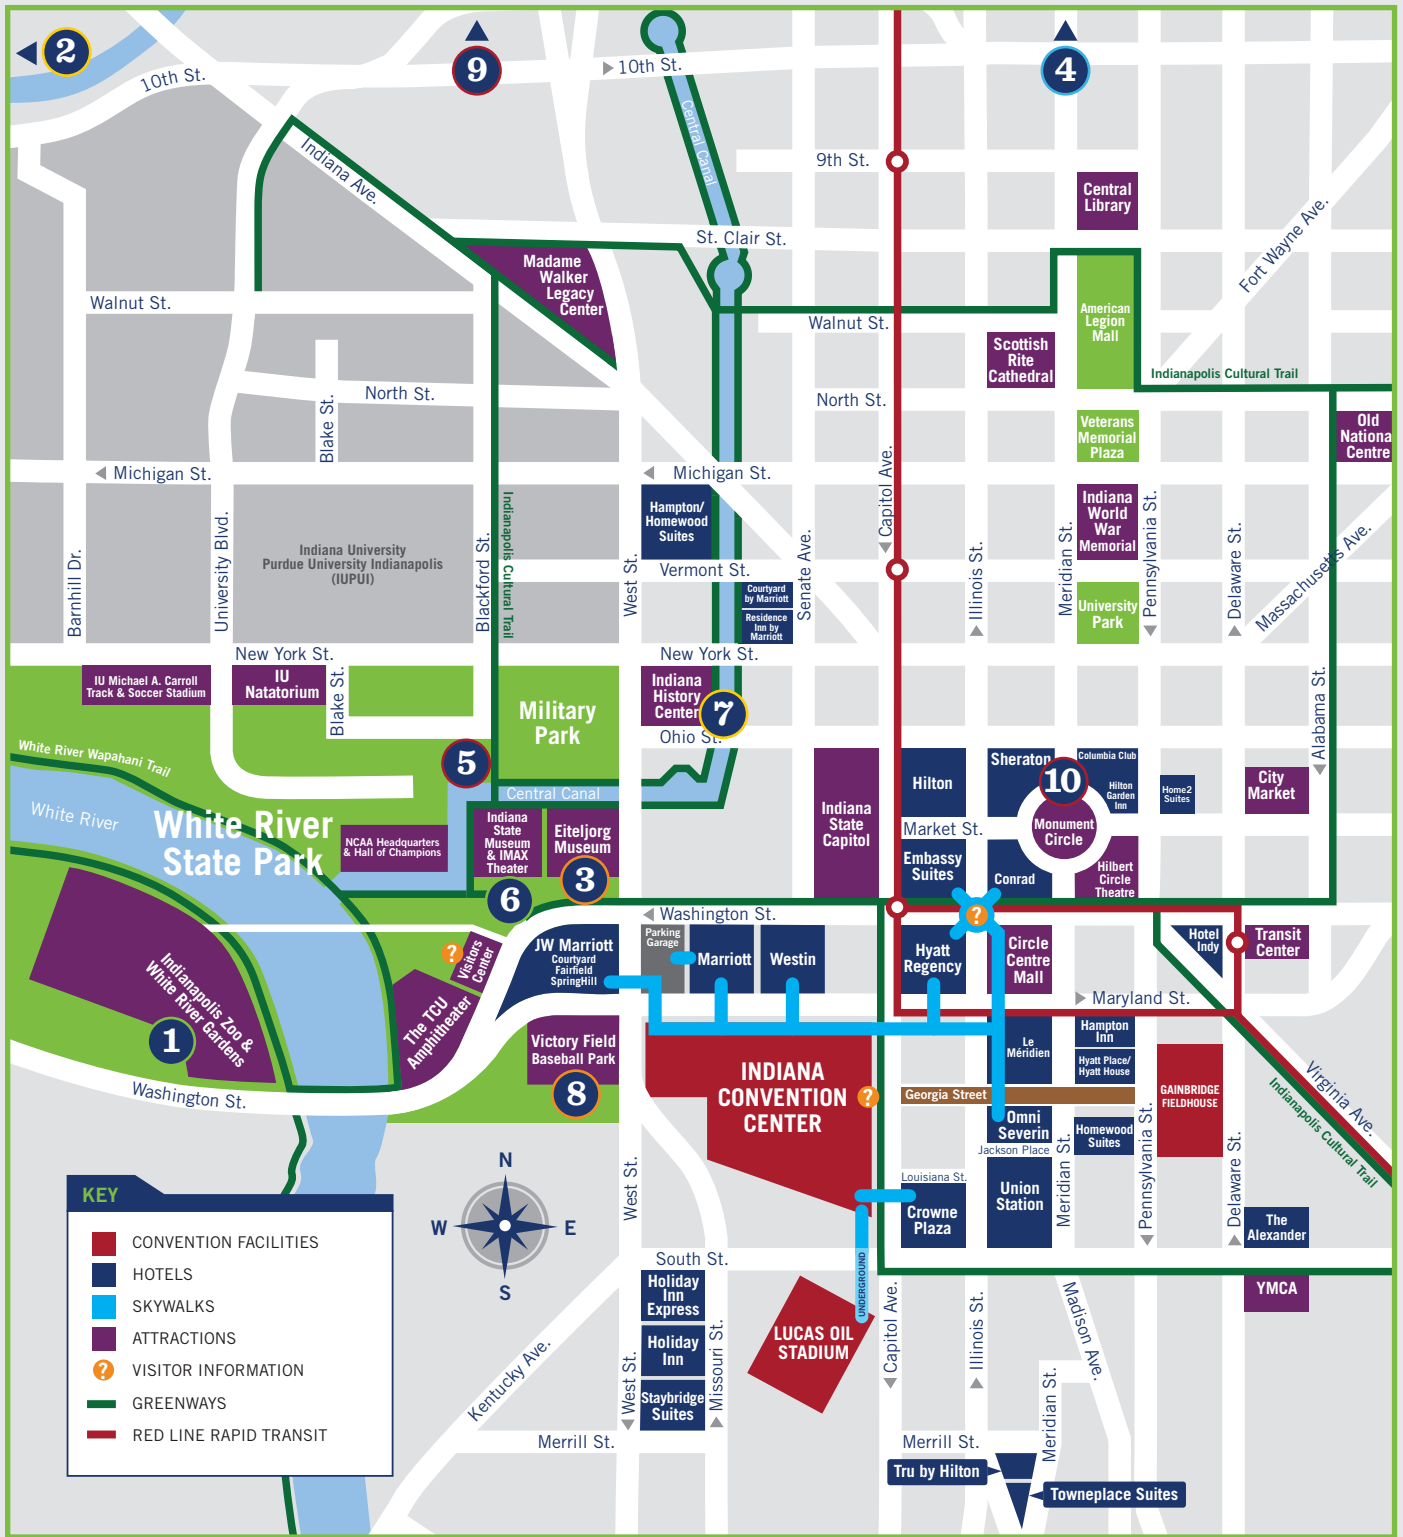 2
9
4
10th St.
10th St.
Central Canal
9th St.
Indiana Ave.
Central
Library
Fort Wayne Ave.
St. Clair St.
Madame
Walker
Legacy
Center
Walnut St.
Walnut St.
American
Legion
Mall
Scottish
Rite
Cathedral
Indianapolis Cultural Trail
North St.
North St.
Blake St.
Veterans
Memorial
Plaza
Old
Nationa
Centre
Michigan St.
Michigan St.
Capitol Ave.
Indiana
World
War
Memorial
Hampton/
Homewood
Suites
Indianapolis Cultural Trail
Indiana University
Purdue University Indianapolis
(IUPUI)
Barnhill Dr.
University Blvd.
Blackford St.
West St.
Vermont St.
Senate Ave.
Illinois St.
Meridian St.
Pennsylvania St.
Delaware St.
Massachusetts Ave.
Courtyard
by Marriott
Residence
Inn by
Marriott
University
Park
New York St.
New York St.
IU Michael A. Carroll
Track & Soccer Stadium
IU
Natatorium
Blake St.
Indiana
History
Center
7
Military
Park
Ohio St.
Alabama St.
White River Wapahani Trail
5
Central Canal
White River
White River
State Park
NCAA Headquarters
& Hall of Champions
Indiana
State
Museum
& IMAX
Theater
Eiteljorg
Museum
3
6
Indiana
State
Capitol
Hilton
Sheraton
10
Columbia Club
Hilton
Garden
Inn
Home2
Suites
City
Market
Market St.
Monument
Circle
Embassy
Suites
Conrad
Hilbert
Circle
Theatre
Washington St.
?
Parking
Garage
Marriott
Westin
JW Marriott
Courtyard
Fairfield
SpringHill
?
Visitors
Center
Hyatt
Regency
Circle
Centre
Mall
Hotel
Indy
Transit
Center
Maryland St.
Indianapolis Zoo &
White River Gardens
1
The TCU
Amphitheater
Victory Field
Baseball Park
8
Washington St.
INDIANA
CONVENTION
CENTER
?
Le
Méridien
Hampton
Inn
Hyatt Place/
Hyatt House
Georgia Street
GAINBRIDGE
FIELDHOUSE
Virginia Ave.
Indianapolis Cultural Trail
Omni
Severin
Homewood
Suites
Jackson Place
Louisiana St.
Crowne
Plaza
Union
Station
West St.
Meridian St.
Pennsylvania St.
Delaware St.
The
Alexander
YMCA
N
W
E
S
South St.
UNDERGROUND
Holiday
Inn
Express
Holiday
Inn
Staybridge
Suites
LUCAS OIL
STADIUM
Kentucky Ave.
West St.
Missouri St.
Capitol Ave.
Illinois St.
Madison Ave.
Meridian St.
Merrill St.
Merrill St.
Tru by Hilton
Towneplace Suites
KEY
CONVENTION FACILITIES
HOTELS
SKYWALKS
ATTRACTIONS
? VISITOR INFORMATION
GREENWAYS
RED LINE RAPID TRANSIT